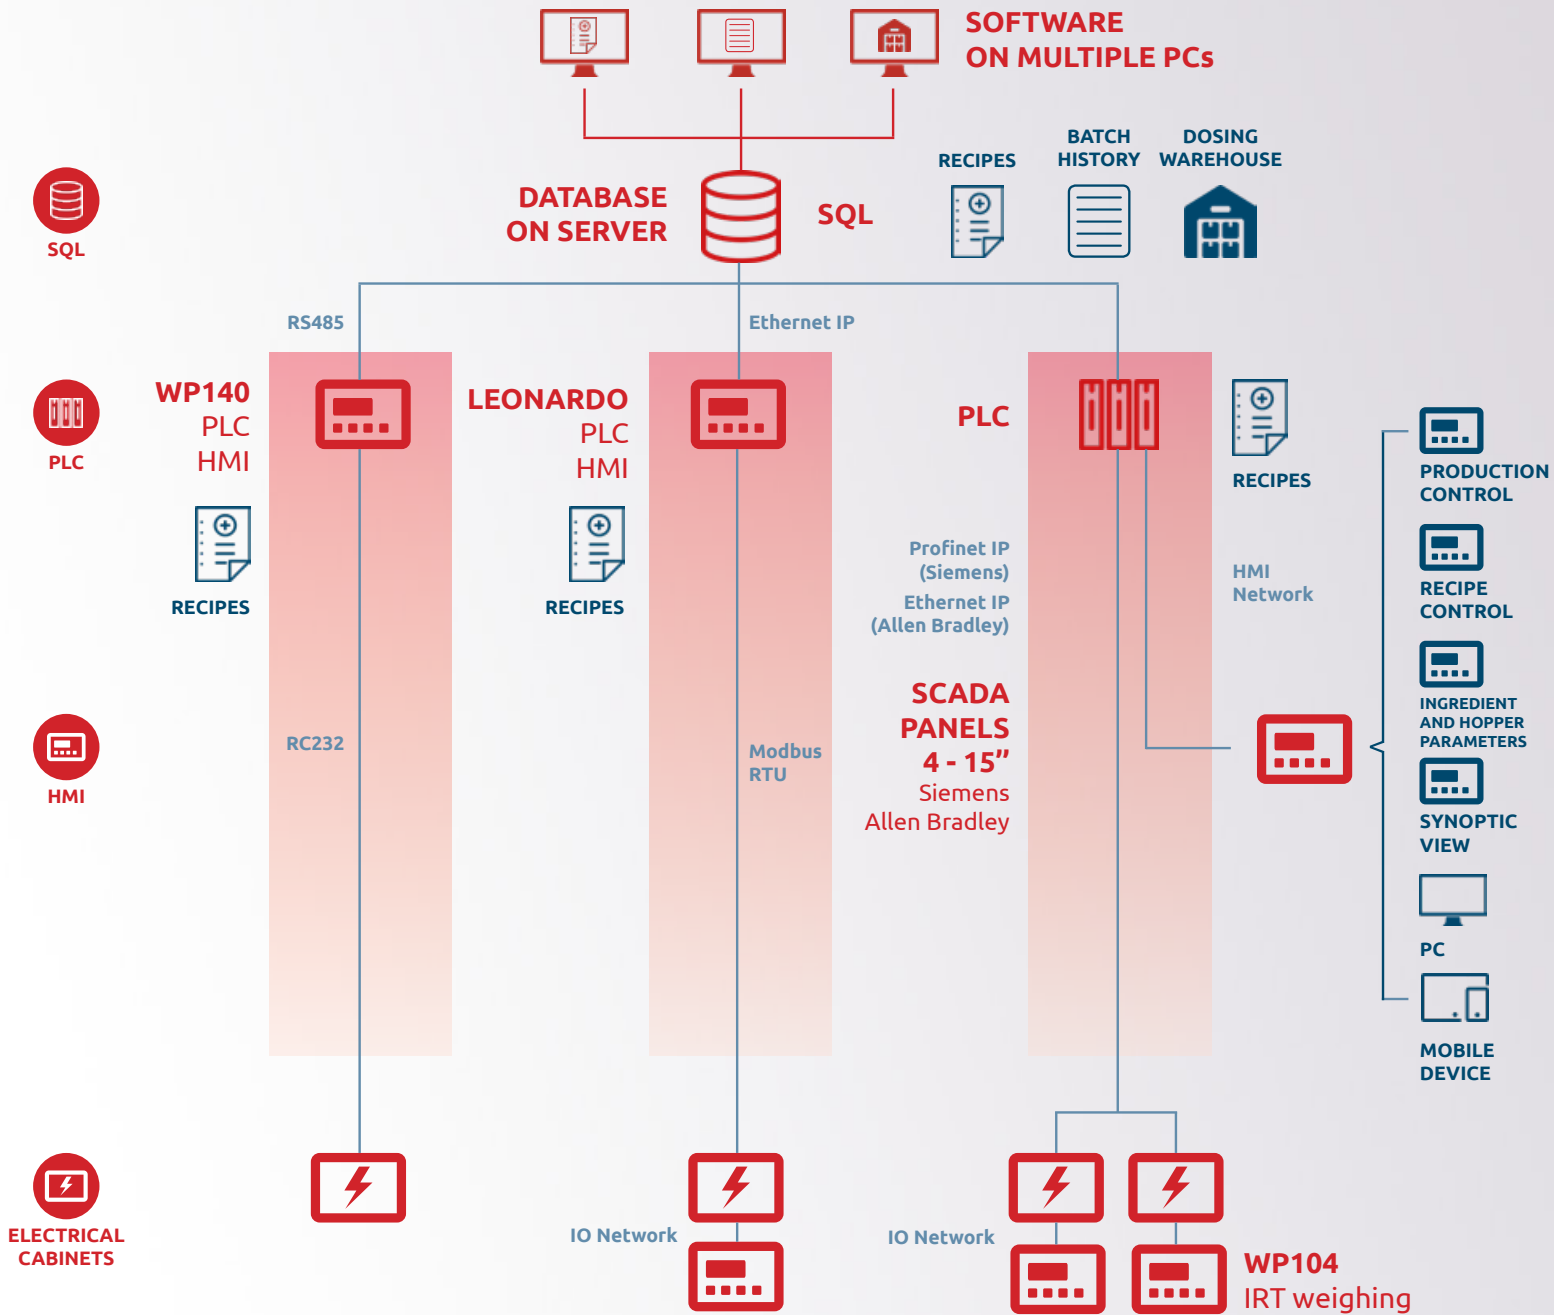 SOFTWARE
ON MULTIPLE PCs
RECIPES
BATCH
HISTORY
DOSING
WAREHOUSE
DATABASE
ON SERVER
SQL
SQL
RS485
Ethernet IP
PLC
WP140
PLC
HMI
RECIPES
LEONARDO
PLC
HMI
RECIPES
PLC
RECIPES
Profinet IP
(Siemens)
Ethernet IP
(Allen Bradley)
HMI
Network
PRODUCTION
CONTROL
RECIPE
CONTROL
INGREDIENT
AND HOPPER
PARAMETERS
SYNOPTIC
VIEW
PC
MOBILE
DEVICE
HMI
RC232
Modbus
RTU
SCADA
PANELS
4 - 15”
Siemens
Allen Bradley
ELECTRICAL
CABINETS
IO Network
IO Network
WP104
IRT weighing